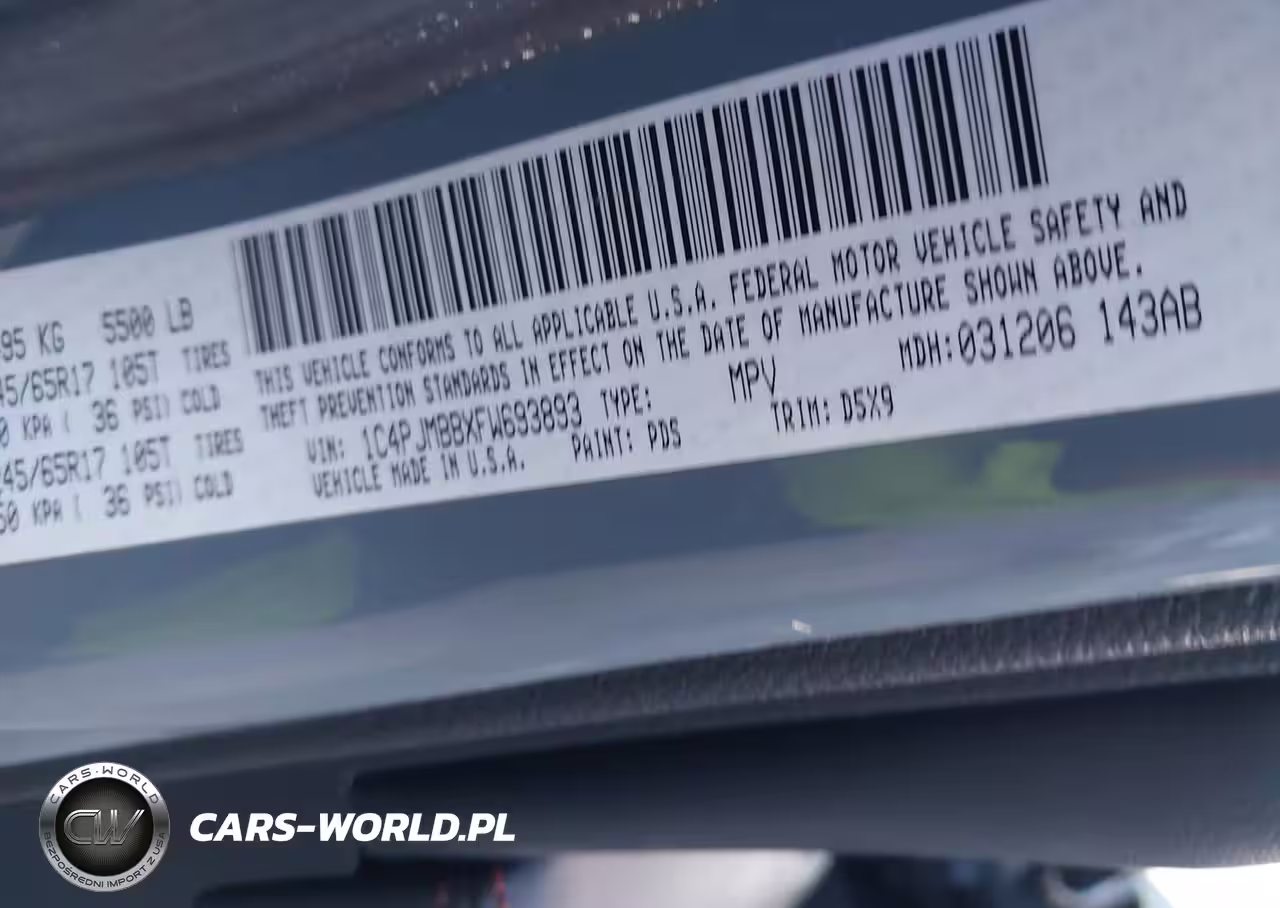 495 KG 5500 LB
45/65R17 105T TIRES
0 KPA ( 36 PSI) COLD
245/65R17 105T TIRES
50 KPA ( 36 PSI) COLD
THIS VEHICLE CONFORMS TO ALL APPLICABLE U.S.A. FEDERAL MOTOR VEHICLE SAFETY AND
THEFT PREVENTION STANDARDS IN EFFECT ON THE DATE OF MANUFACTURE SHOWN ABOVE.
VIN: 1C4PJMBBXFW693893 TYPE: MPV MDH:031206 143AB
VEHICLE MADE IN U.S.A. PAINT: PDS TRIM: D5X9
CARS-WORLD
CW
BEZPOŚREDNI IMPORT Z USA
CARS-WORLD.PL